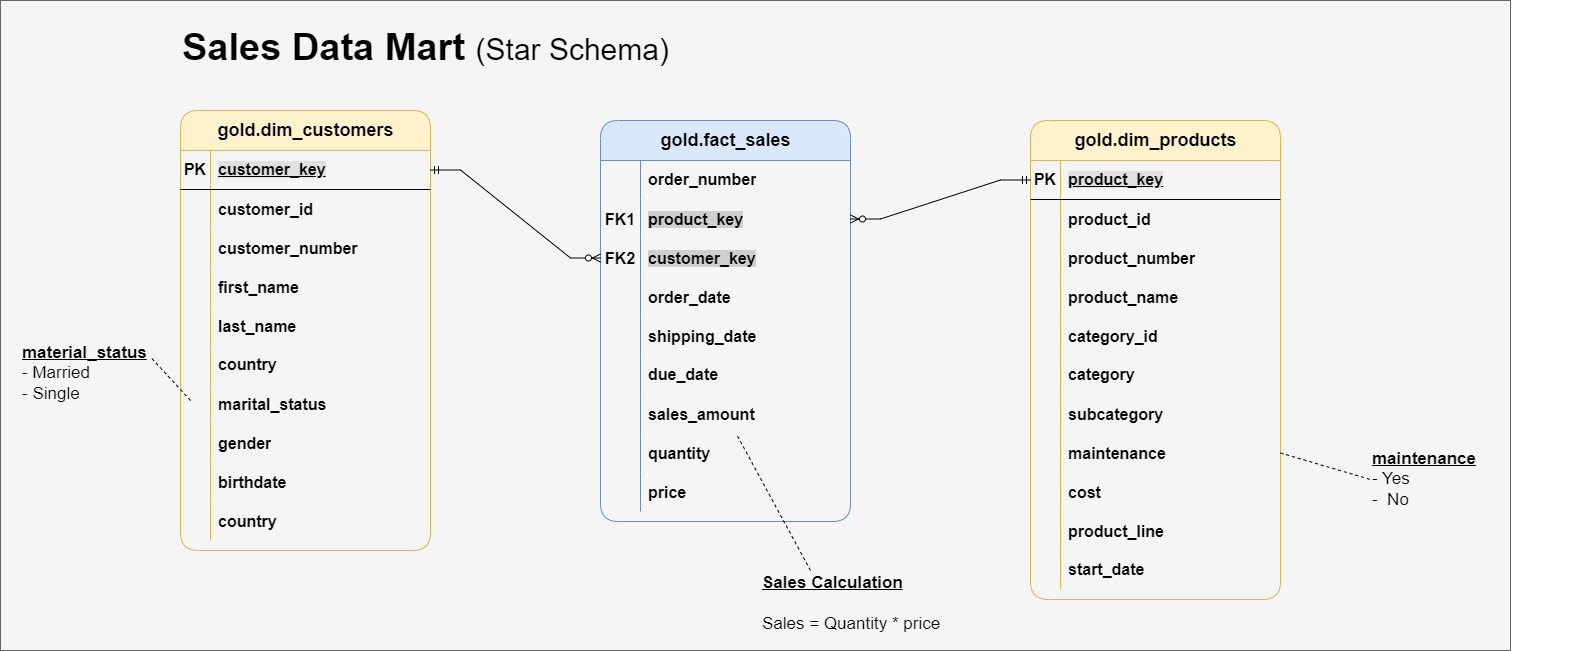 Sales Data Mart (Star Schema)
gold.dim_customers
PK customer_key
customer_id
customer_number
first_name
last_name
country
marital_status
gender
birthdate
country
material_status
- Married
- Single
gold.fact_sales
order_number
FK1 product_key
FK2 customer_key
order_date
shipping_date
due_date
sales_amount
quantity
price
Sales Calculation
Sales = Quantity * price
gold.dim_products
PK product_key
product_id
product_number
product_name
category_id
category
subcategory
maintenance
cost
product_line
start_date
maintenance
- Yes
- No